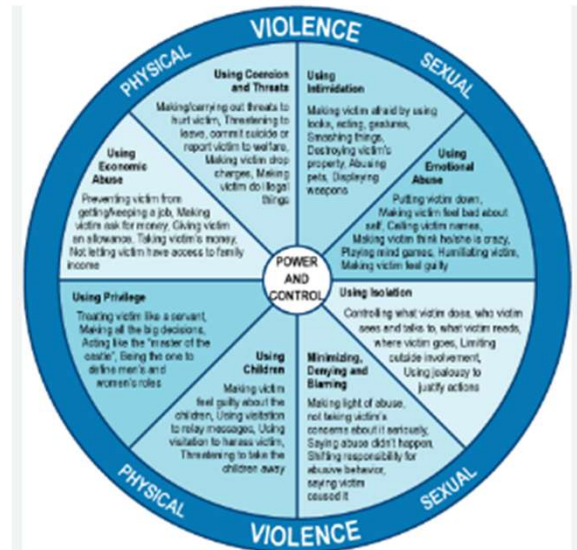 VIOLENCE
PHYSICAL
SEXUAL
Using Coercion
and Threats
Making/carrying out threats to
hurt victim, Threatening to
leave, commit suicide or
report victim to welfare,
Making victim drop
charges, Making
victim do illegal
things
Using
Intimidation
Making victim afraid by using
looks, acting, gestures,
Smashing things,
Destroying victim's
property, Abusing
pets, Displaying
weapons
Using
Emotional
Abuse
Putting victim down,
Making victim feel bad about
self, Calling victim names,
Making victim think he/she is crazy,
Playing mind games, Humiliating victim,
Making victim feel guilty
Using Isolation
Controlling what victim does, who victim
sees and talks to, what victim reads,
where victim goes, Limiting
outside involvement,
Using jealousy to
justify actions
Minimizing,
Denying and
Blaming
Making light of abuse,
not taking victim's
concerns about it seriously,
Saying abuse didn't happen,
Shifting responsibility for
abusive behavior,
saying victim
caused it
Using
Children
Making victim
feel guilty about the
children, Using visitation
to relay messages, Using
visitation to harass victim,
Threatening to take the
children away
Using Privilege
Treating victim like a servant,
Making all the big decisions,
Acting like the "master of the
castle", Being the one to
define men's and
women's roles
Using
Economic
Abuse
Preventing victim from
getting/keeping a job, Making
victim ask for money, Giving victim
an allowance, Taking victim's money,
Not letting victim have access to family
income
POWER
AND
CONTROL
PHYSICAL
SEXUAL
VIOLENCE